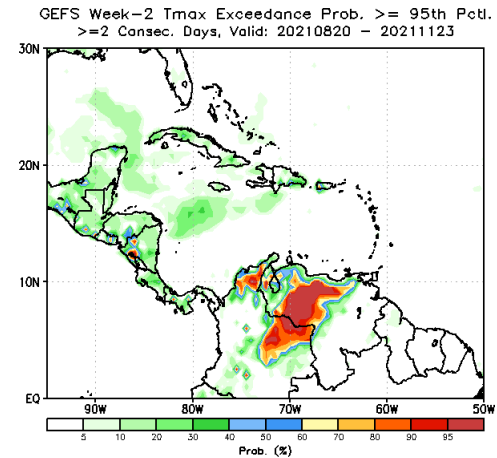 GEFS Week-2 Tmax Exceedance Prob. >= 95th Pctl.
>=2 Consec. Days, Valid: 20210820 - 20211123
30N
20N
10N
EQ
90W 80W 70W 60W 50W
5 10 20 30 40 50 60 70 80 90 95
Prob. (%)